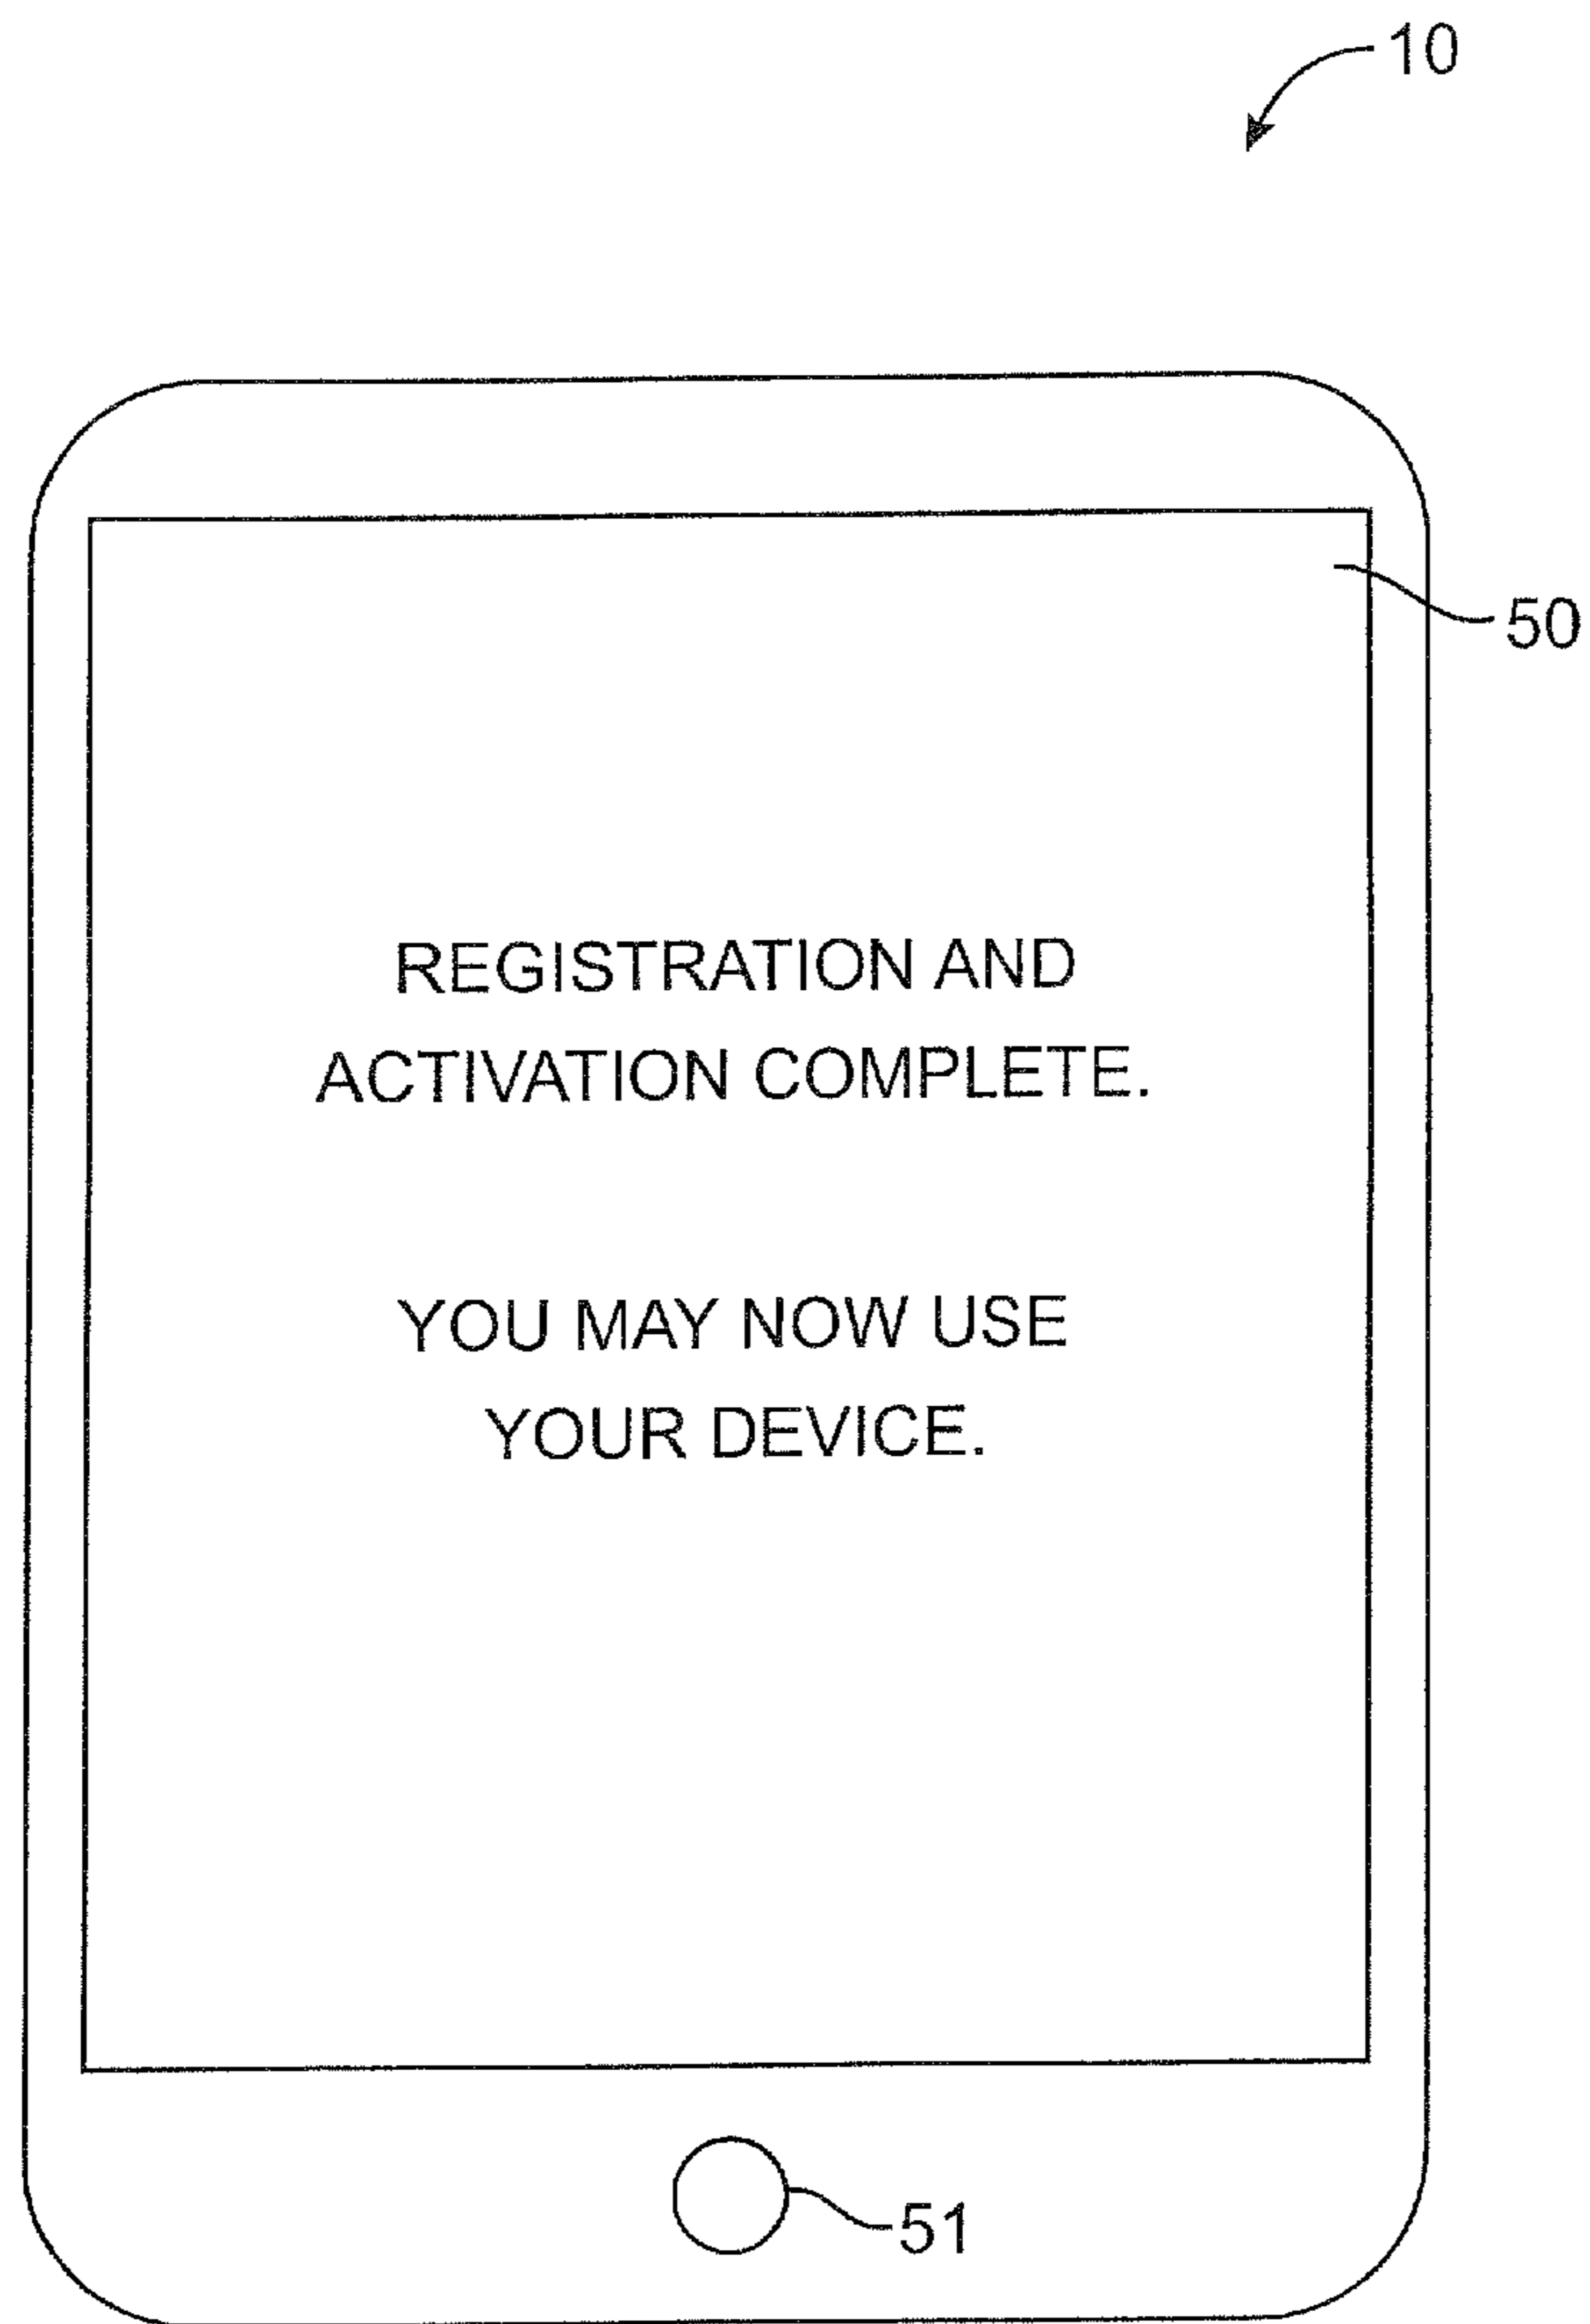 10
50
REGISTRATION AND
ACTIVATION COMPLETE.
YOU MAY NOW USE
YOUR DEVICE.
51